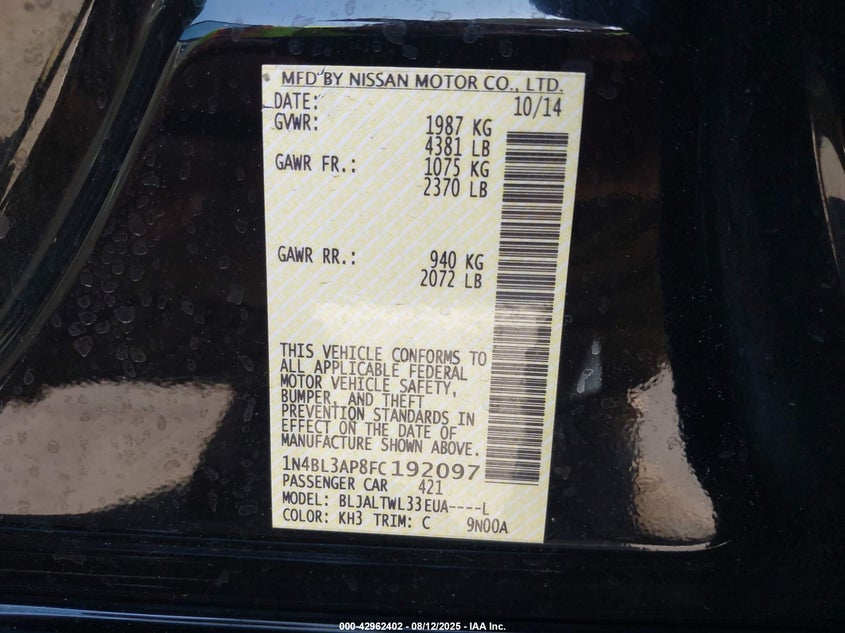 MFD BY NISSAN MOTOR CO., LTD.
DATE: 10/14
GVWR: 1987 KG
4381 LB
GAWR FR.: 1075 KG
2370 LB
GAWR RR.: 940 KG
2072 LB
THIS VEHICLE CONFORMS TO
ALL APPLICABLE FEDERAL
MOTOR VEHICLE SAFETY,
BUMPER, AND THEFT
PREVENTION STANDARDS IN
EFFECT ON THE DATE OF
MANUFACTURE SHOWN ABOVE.
1N4BL3AP8FC192097
PASSENGER CAR 421
MODEL: BLJALTWL33EUA----L
COLOR: KH3 TRIM: C 9N00A
000-42962402 - 08/12/2025 - IAA Inc.